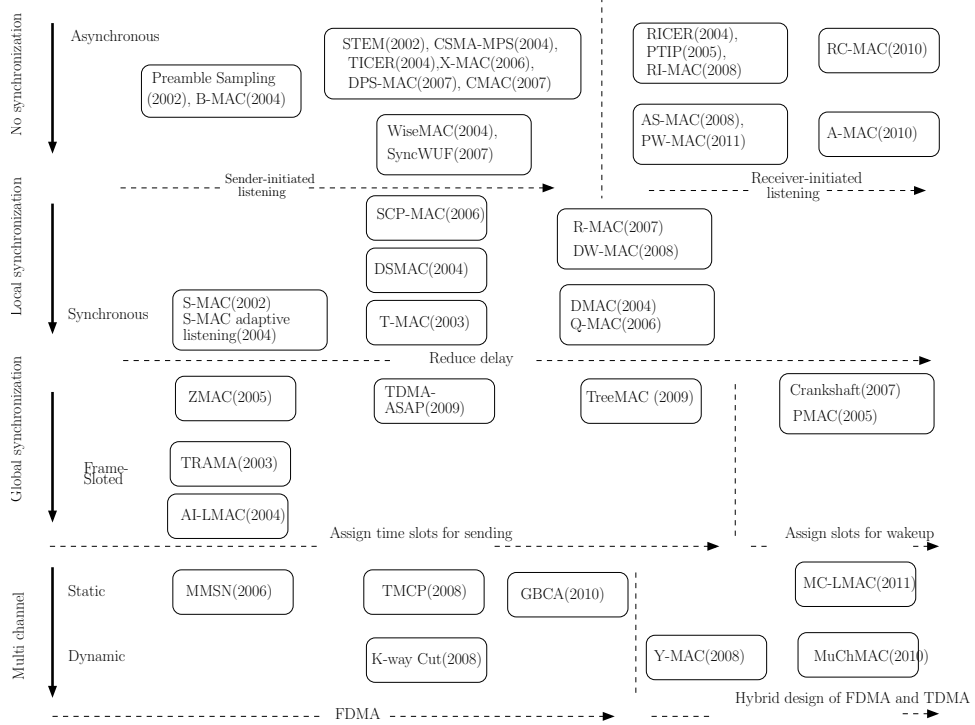 No synchronization
Asynchronous
Preamble Sampling
(2002), B-MAC(2004)
STEM(2002), CSMA-MPS(2004),
TICER(2004),X-MAC(2006),
DPS-MAC(2007), CMAC(2007)
WiseMAC(2004),
SyncWUF(2007)
RICER(2004),
PTIP(2005),
RI-MAC(2008)
RC-MAC(2010)
AS-MAC(2008),
PW-MAC(2011)
A-MAC(2010)
Sender-initiated
listening
Receiver-initiated
listening
Local synchronization
Synchronous
S-MAC(2002)
S-MAC adaptive
listening(2004)
SCP-MAC(2006)
DSMAC(2004)
T-MAC(2003)
R-MAC(2007)
DW-MAC(2008)
DMAC(2004)
Q-MAC(2006)
Reduce delay
Global synchronization
Frame-
Sloted
ZMAC(2005)
TRAMA(2003)
AI-LMAC(2004)
TDMA-
ASAP(2009)
TreeMAC (2009)
Crankshaft(2007)
PMAC(2005)
Assign time slots for sending
Assign slots for wakeup
Multi channel
Static
MMSN(2006)
TMCP(2008)
GBCA(2010)
MC-LMAC(2011)
Dynamic
K-way Cut(2008)
Y-MAC(2008)
MuChMAC(2010)
FDMA
Hybrid design of FDMA and TDMA